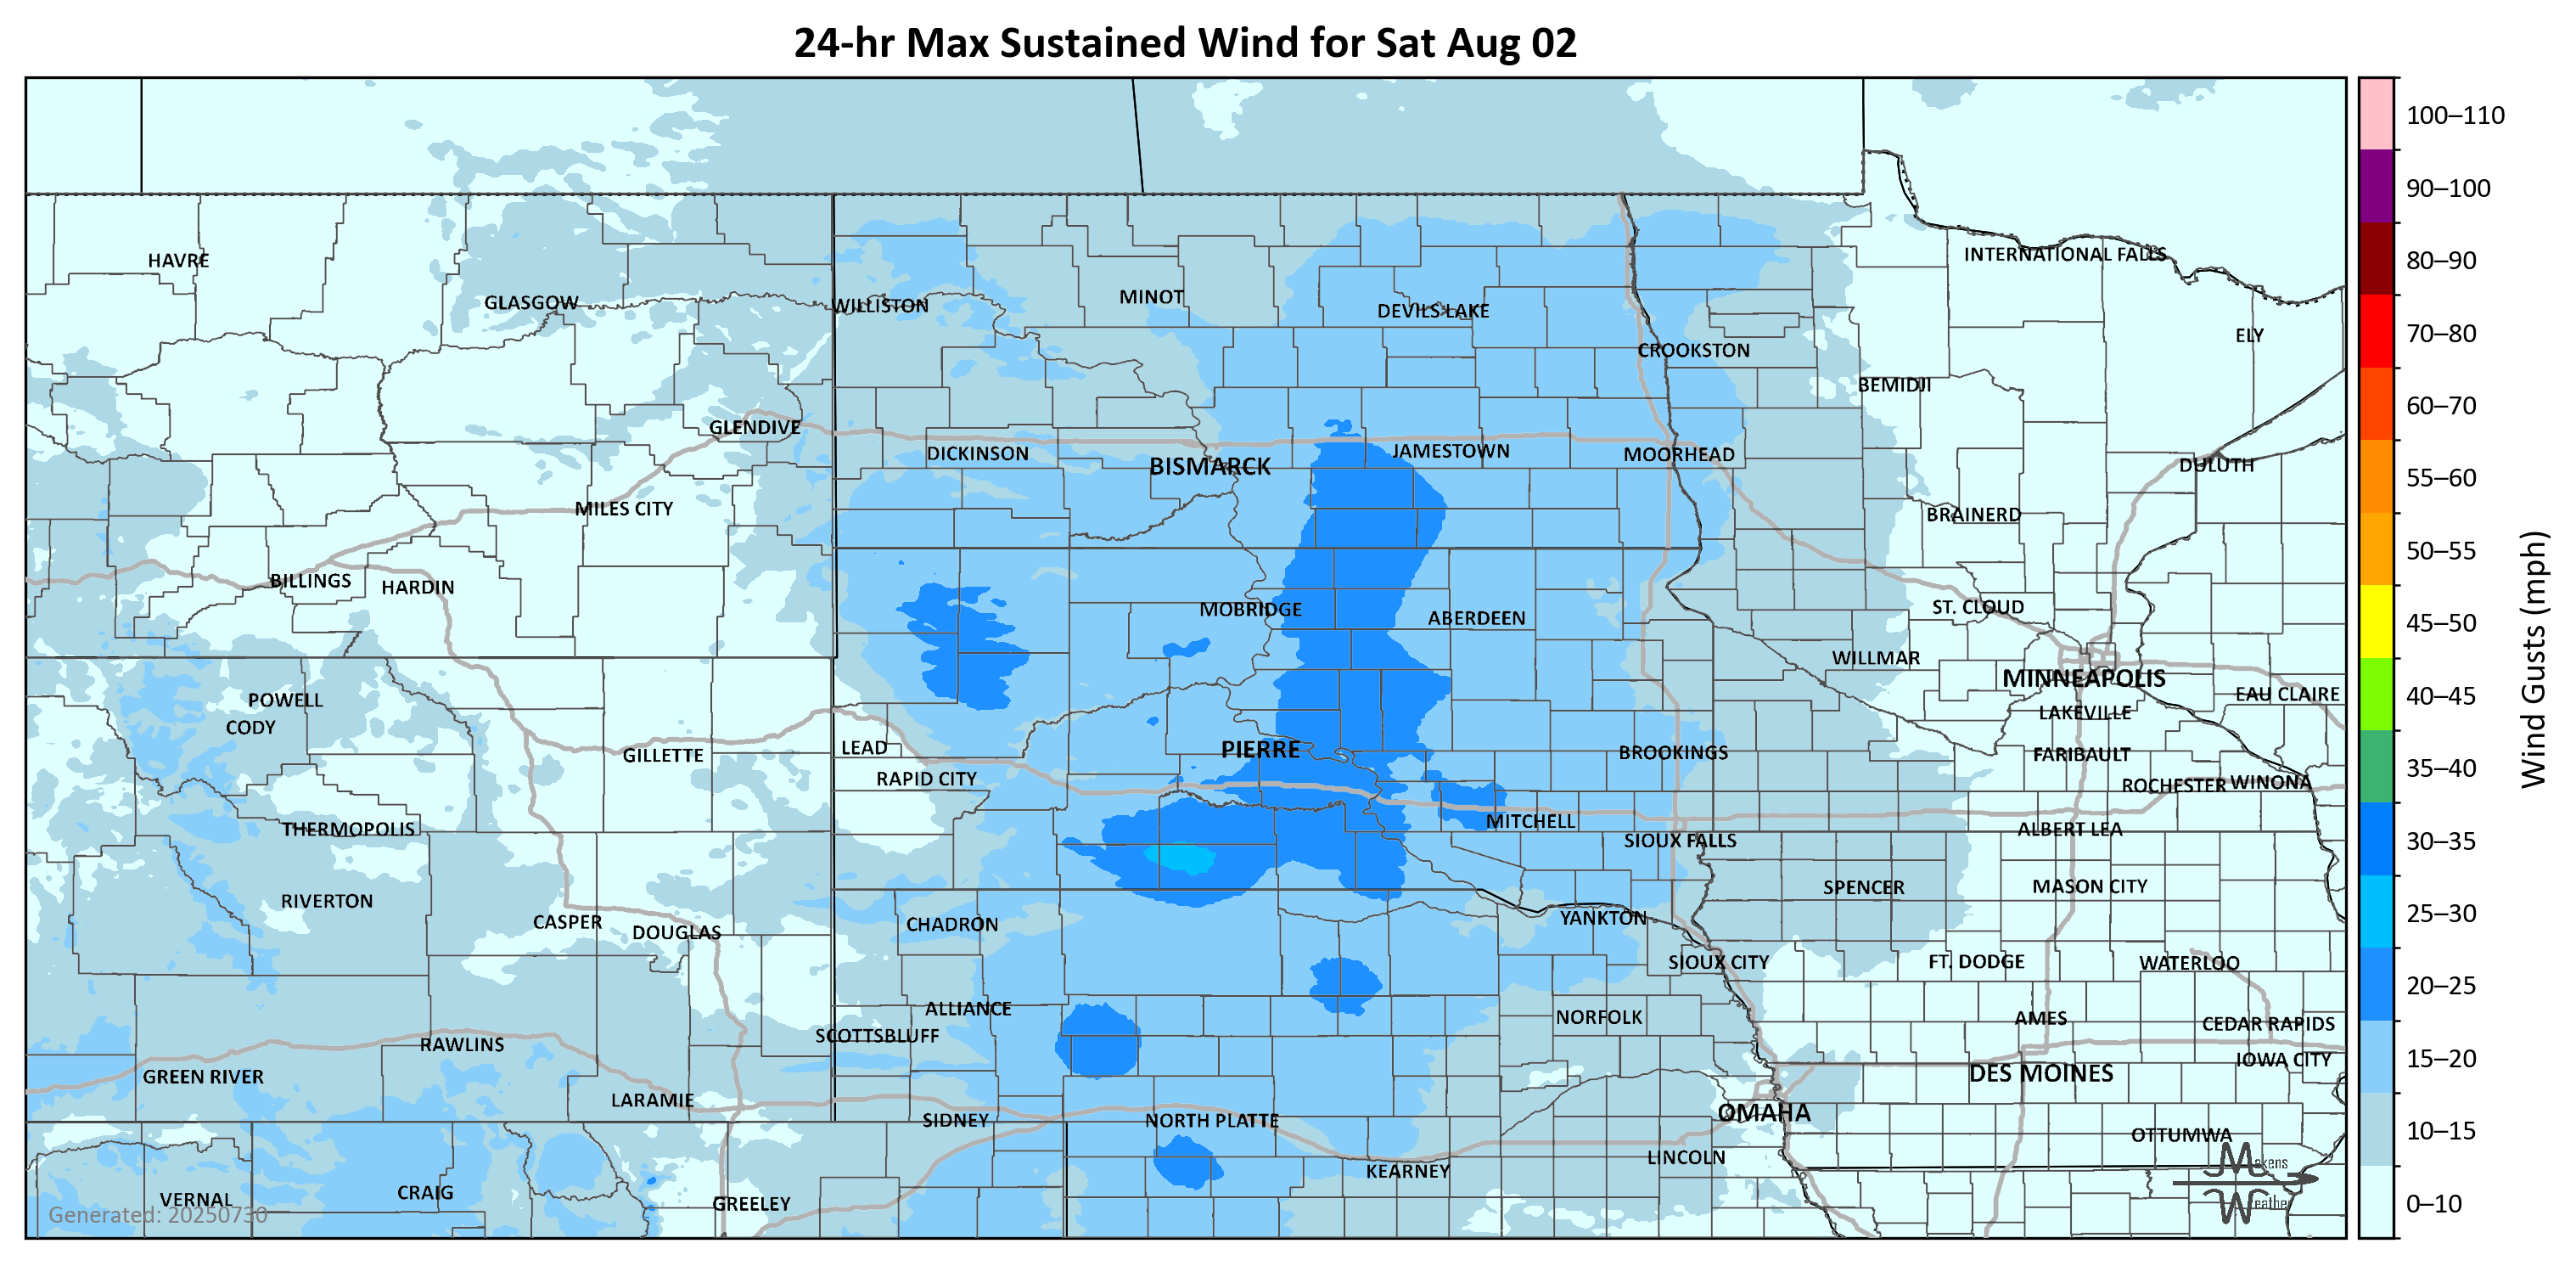 24-hr Max Sustained Wind for Sat Aug 02
100–110
90–100
80–90
70–80
60–70
55–60
50–55
45–50
40–45
35–40
30–35
25–30
20–25
15–20
10–15
0–10
Wind Gusts (mph)
HAVRE
INTERNATIONAL FALLS
GLASGOW
WILLISTON
MINOT
DEVILS LAKE
ELY
CROOKSTON
BEMIDJI
GLENDIVE
DICKINSON
BISMARCK
JAMESTOWN
MOORHEAD
DULUTH
MILES CITY
BRAINERD
BILLINGS
HARDIN
MOBRIDGE
ABERDEEN
ST. CLOUD
WILLMAR
MINNEAPOLIS
POWELL
EAU CLAIRE
CODY
LAKEVILLE
GILLETTE
LEAD
PIERRE
BROOKINGS
FARIBAULT
RAPID CITY
ROCHESTER
WINONA
THERMOPOLIS
MITCHELL
ALBERT LEA
SIOUX FALLS
RIVERTON
SPENCER
MASON CITY
CASPER
DOUGLAS
CHADRON
YANKTON
SIOUX CITY
FT. DODGE
WATERLOO
ALLIANCE
NORFOLK
AMES
CEDAR RAPIDS
SCOTTSBLUFF
RAWLINS
IOWA CITY
GREEN RIVER
DES MOINES
LARAMIE
SIDNEY
NORTH PLATTE
OMAHA
OTTUMWA
LINCOLN
KEARNEY
VERNAL
CRAIG
GREELEY
Generated: 20250730
Makens
Weather